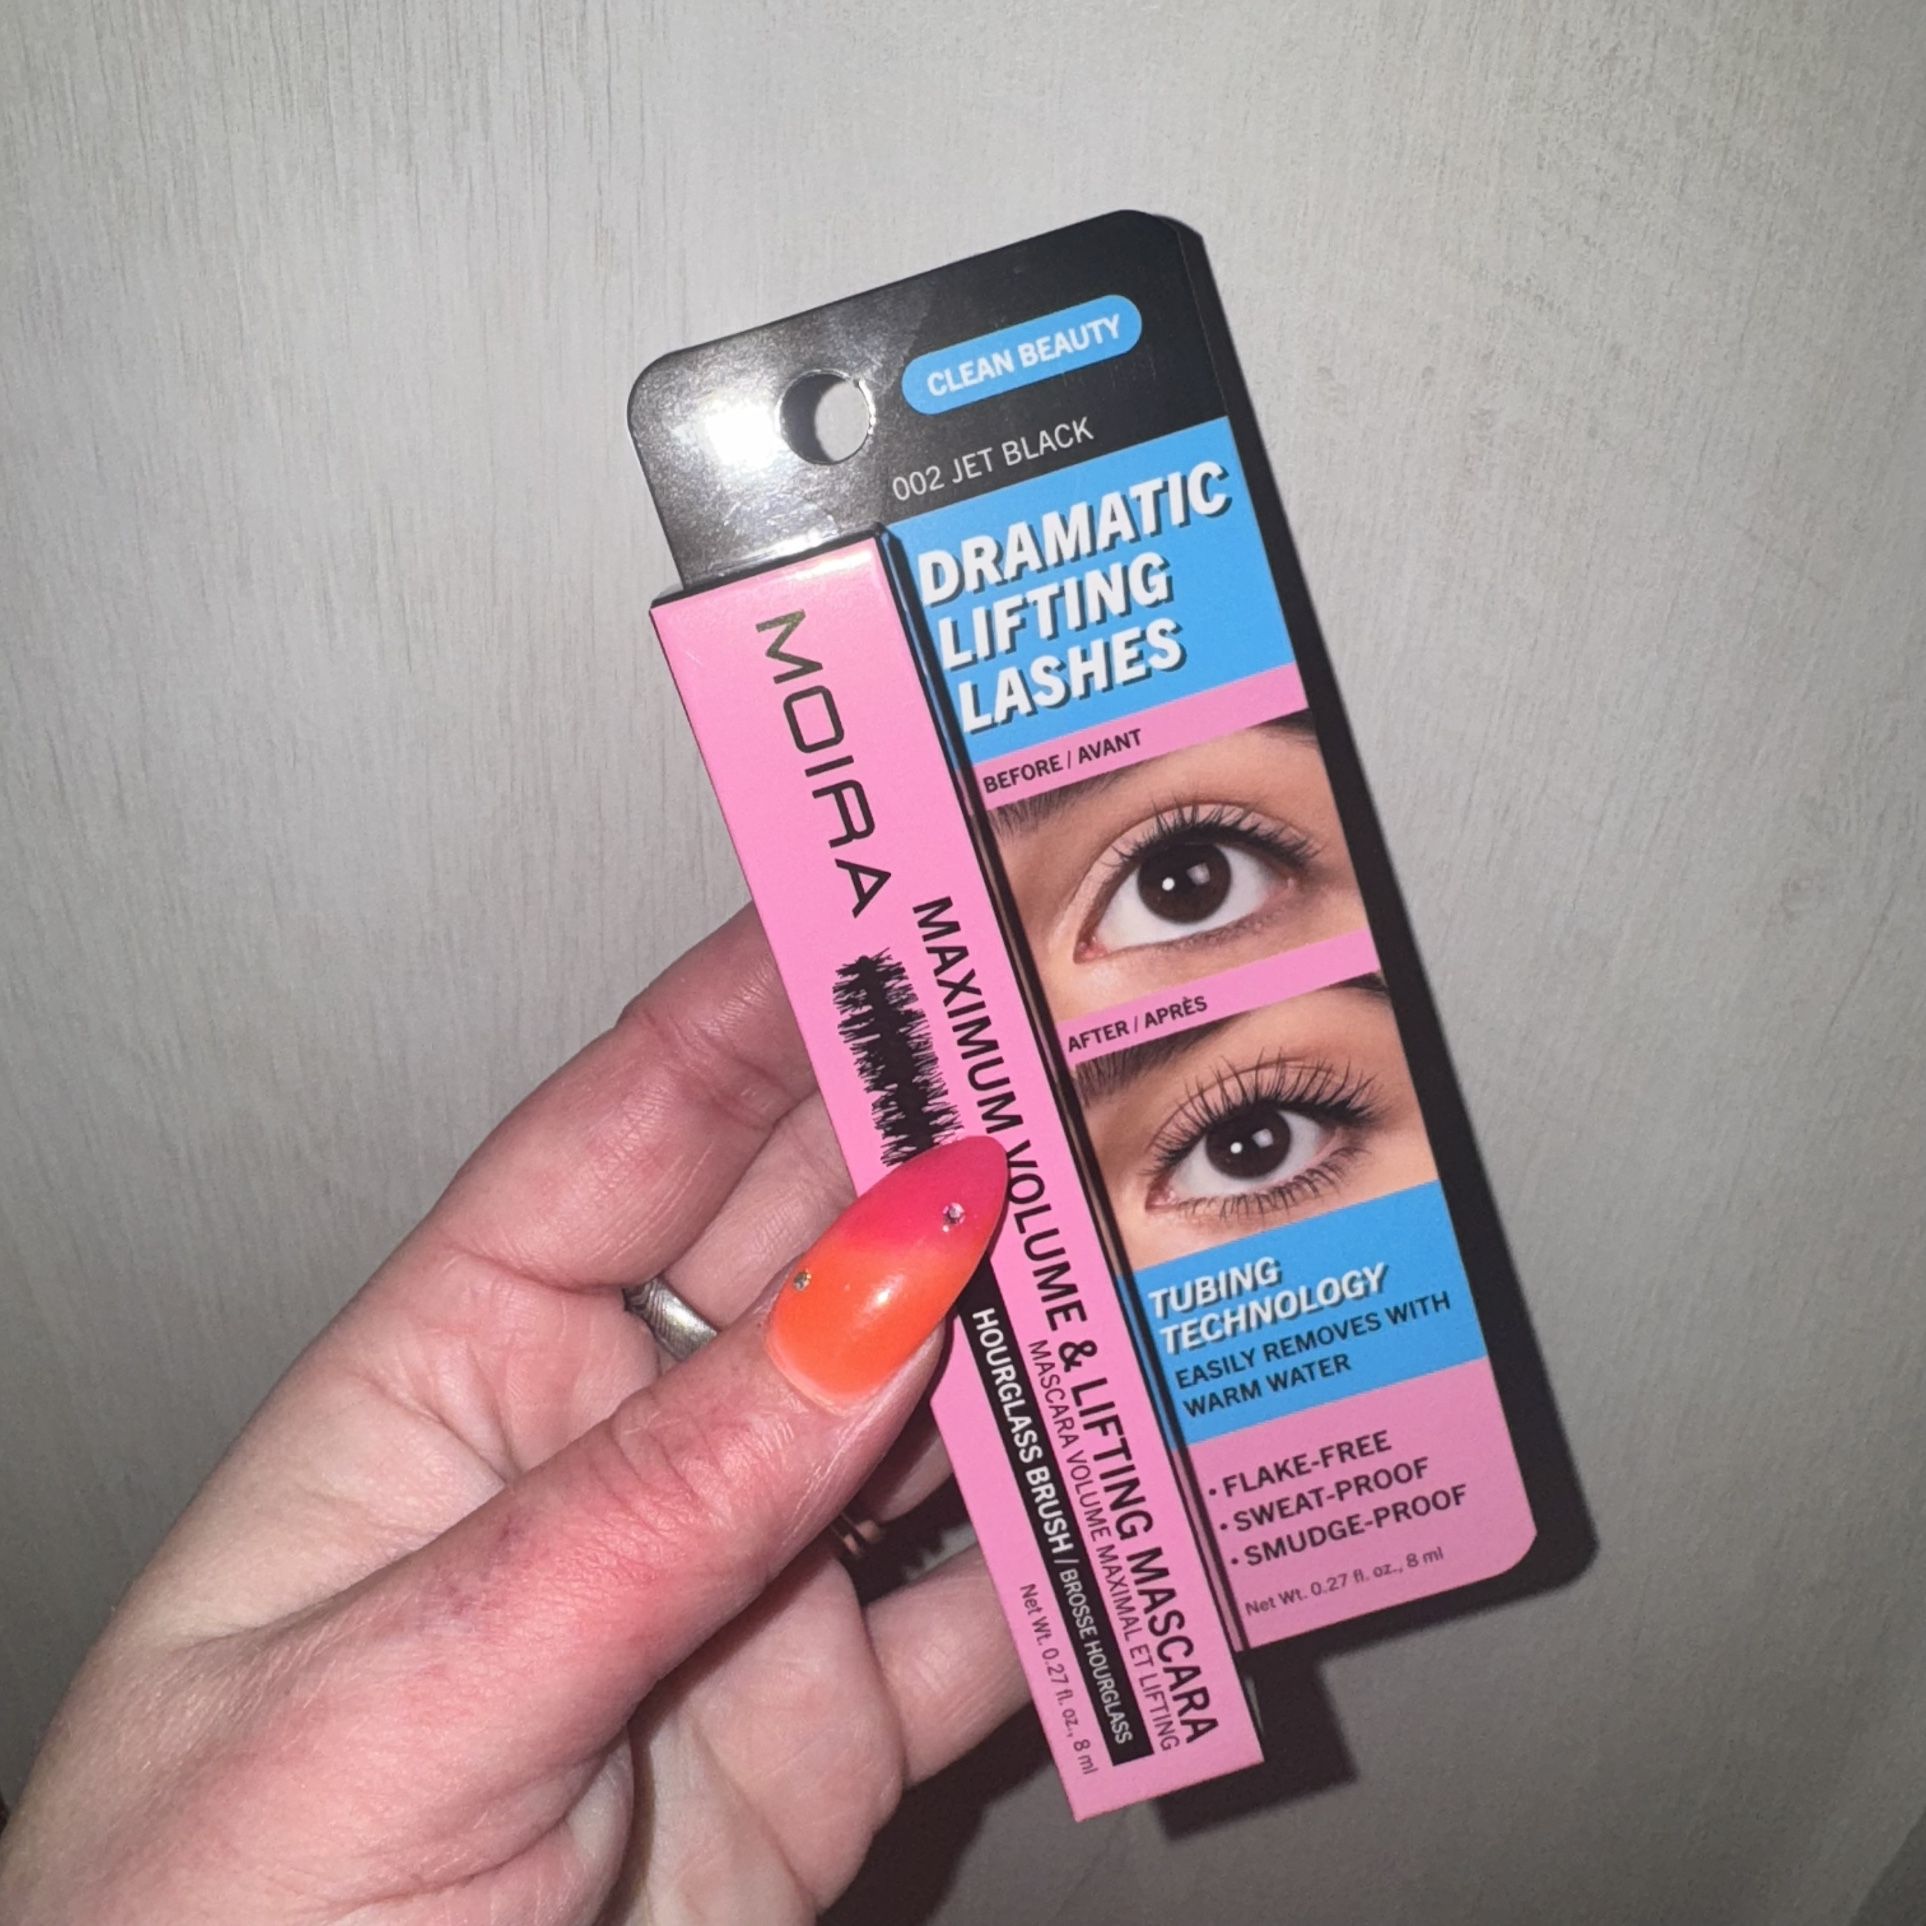 CLEAN BEAUTY
002 JET BLACK
DRAMATIC
LIFTING
LASHES
BEFORE / AVANT
AFTER / APRÈS
TUBING
TECHNOLOGY
EASILY REMOVES WITH
WARM WATER
• FLAKE-FREE
• SWEAT-PROOF
• SMUDGE-PROOF
Net Wt. 0.27 fl. oz., 8 ml
MOIRA
MAXIMUM VOLUME & LIFTING MASCARA
MASCARA VOLUME MAXIMAL ET LIFTING
HOURGLASS BRUSH / BROSSE HOURGLASS
Net Wt. 0.27 fl. oz., 8 ml